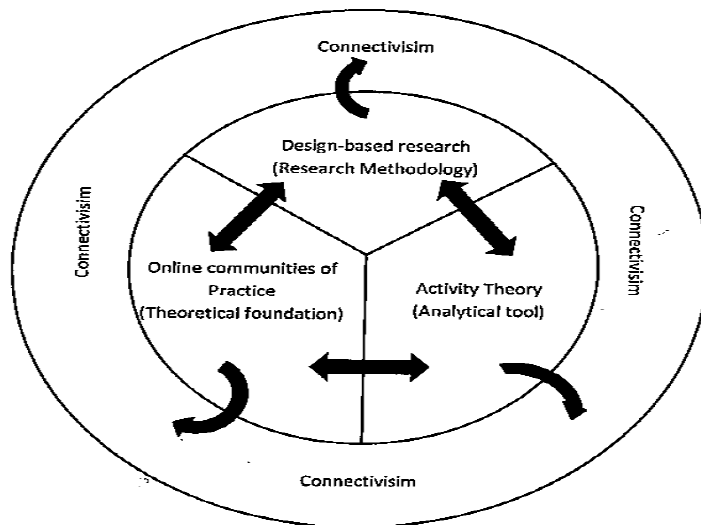 Connectivisim
Design-based research
(Research Methodology)
Connectivisim
Connectivisim
Online communities of
Practice
(Theoretical foundation)
Activity Theory
(Analytical tool)
Connectivisim